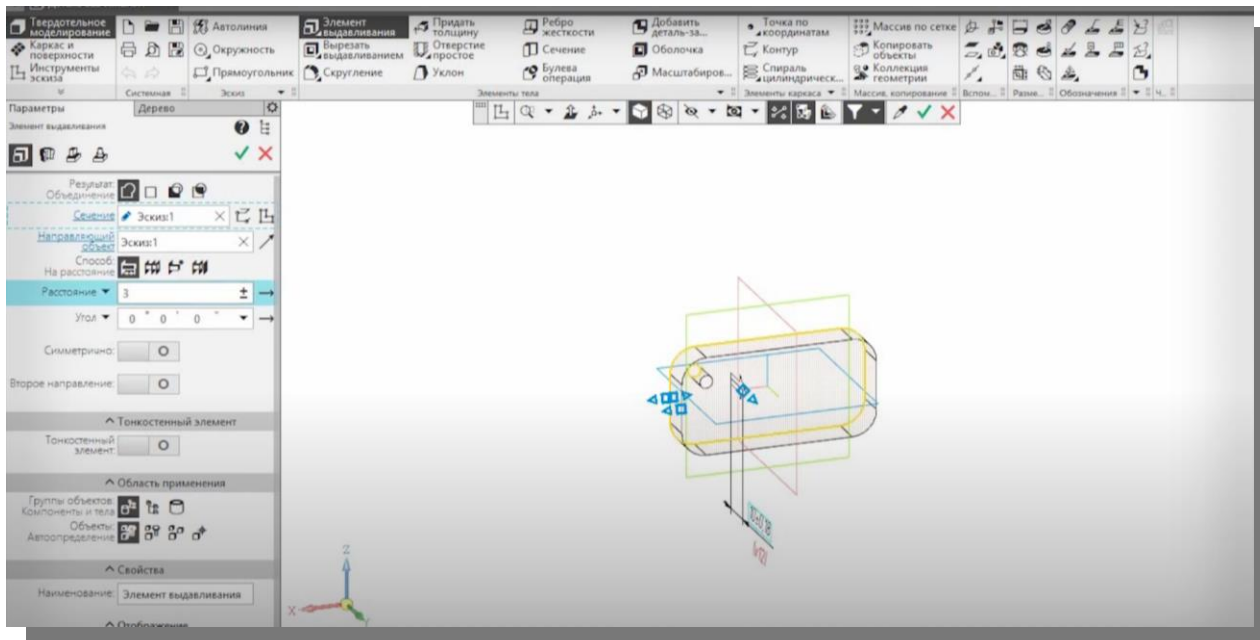 Твердотельное моделирование
Каркас и поверхности
Инструменты эскиза
Системная
Автолиния
Окружность
Прямоугольник
Эскиз
Элемент выдавливания
Вырезать выдавливанием
Скругление
Придать толщину
Отверстие простое
Уклон
Ребро жесткости
Сечение
Булева операция
Добавить деталь-за...
Оболочка
Масштабиров...
Элементы тела
Точка по координатам
Контур
Спираль цилиндрическ...
Элементы каркаса
Массив по сетке
Копировать объекты
Коллекция геометрии
Массив, копирование
Вспом...
Разме...
Обозначения
Ч...
Параметры
Дерево
Элемент выдавливания
Результат:
Объединение
Сечение
Эскиз:1
Направляющий объект
Эскиз:1
Способ:
На расстояние
Расстояние
3
Угол
0 ° 0 ' 0 "
Симметрично:
Второе направление:
Тонкостенный элемент
Тонкостенный элемент:
Область применения
Группы объектов:
Компоненты и тела
Объекты:
Автоопределение
Свойства
Наименование:
Элемент выдавливания
Отображение
Z
X